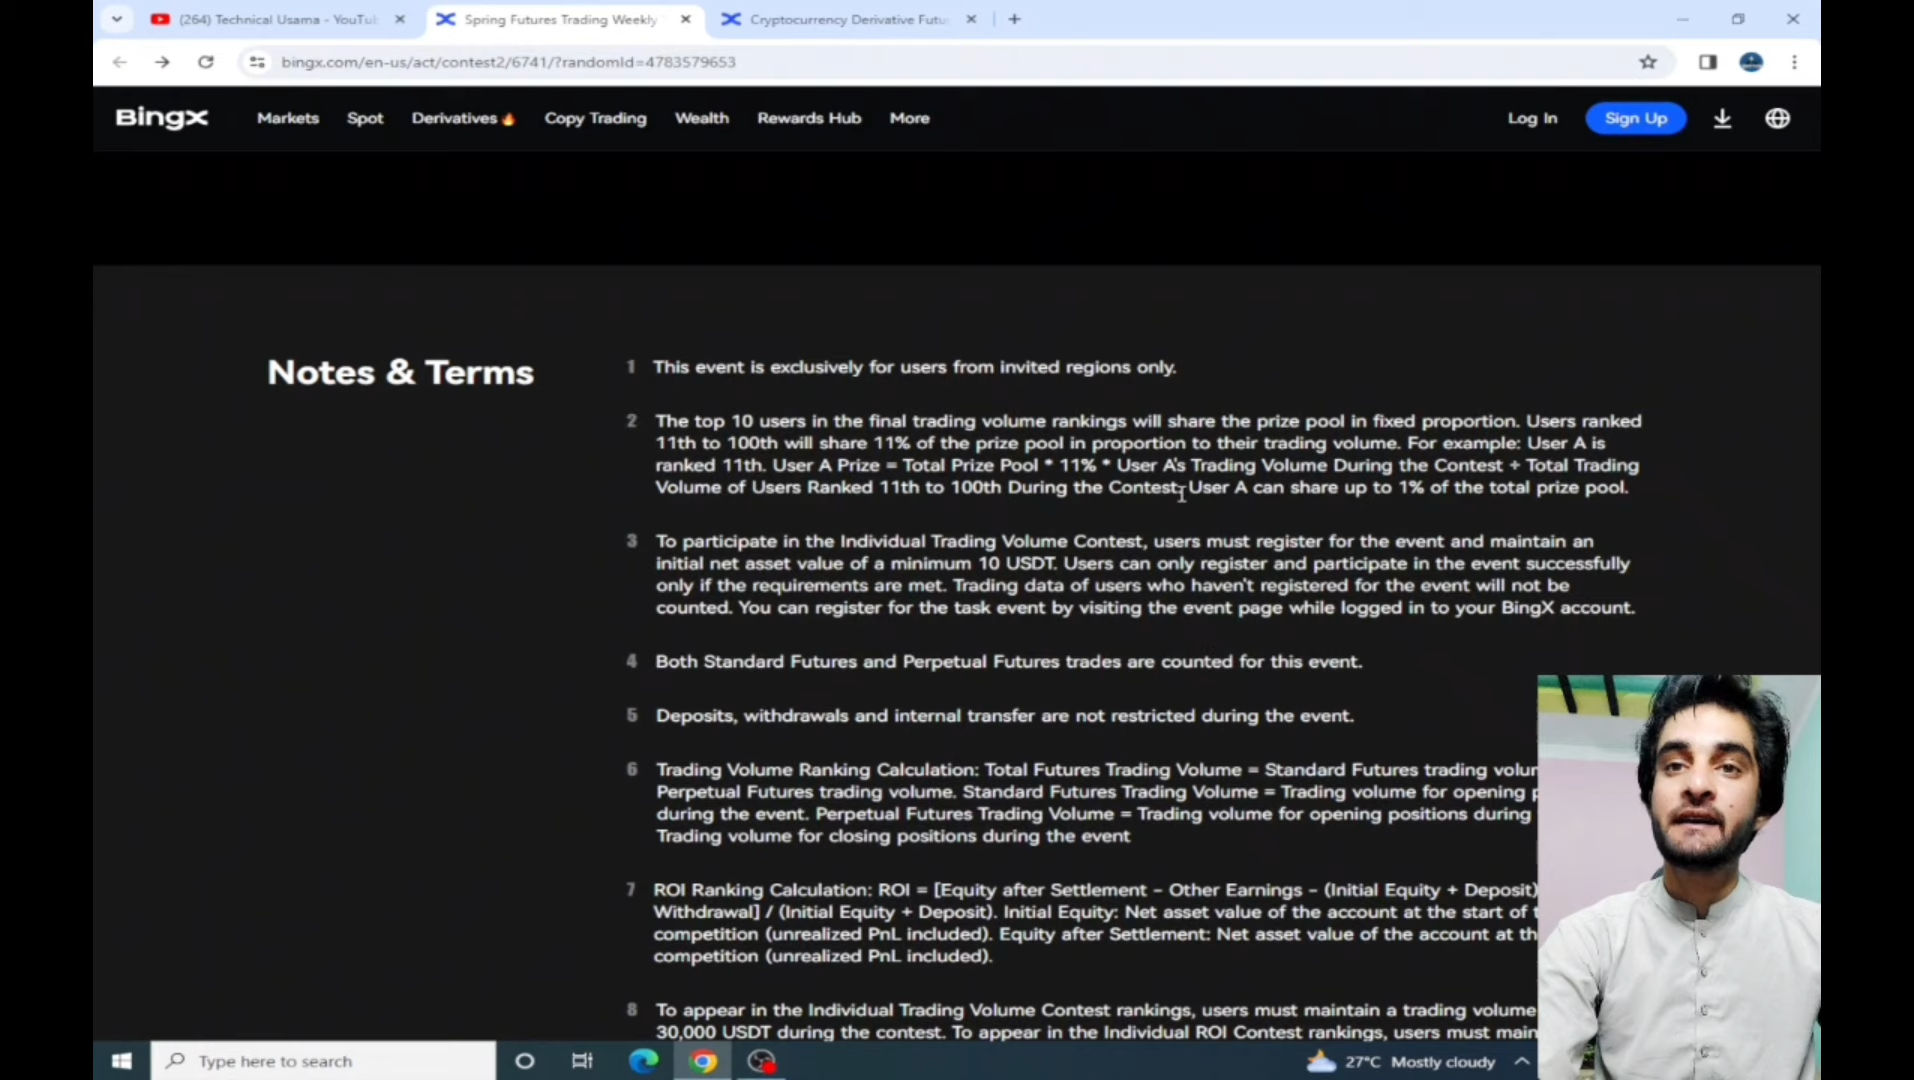 (264) Technical Usama - YouTu
Spring Futures Trading Weekly
Cryptocurrency Derivative Futu
bingx.com/en-us/act/contest2/6741/?randomId=4783579653
BingX
Markets
Spot
Derivatives
Copy Trading
Wealth
Rewards Hub
More
Log In
Sign Up
Notes & Terms
1 This event is exclusively for users from invited regions only.
2 The top 10 users in the final trading volume rankings will share the prize pool in fixed proportion. Users ranked
11th to 100th will share 11% of the prize pool in proportion to their trading volume. For example: User A is
ranked 11th. User A Prize = Total Prize Pool * 11% * User A's Trading Volume During the Contest ÷ Total Trading
Volume of Users Ranked 11th to 100th During the Contest. User A can share up to 1% of the total prize pool.
3 To participate in the Individual Trading Volume Contest, users must register for the event and maintain an
initial net asset value of a minimum 10 USDT. Users can only register and participate in the event successfully
only if the requirements are met. Trading data of users who haven't registered for the event will not be
counted. You can register for the task event by visiting the event page while logged in to your BingX account.
4 Both Standard Futures and Perpetual Futures trades are counted for this event.
5 Deposits, withdrawals and internal transfer are not restricted during the event.
6 Trading Volume Ranking Calculation: Total Futures Trading Volume = Standard Futures trading volu
Perpetual Futures trading volume. Standard Futures Trading Volume = Trading volume for opening
during the event. Perpetual Futures Trading Volume = Trading volume for opening positions during
Trading volume for closing positions during the event
7 ROI Ranking Calculation: ROI = [Equity after Settlement - Other Earnings - (Initial Equity + Deposit)
Withdrawal] / (Initial Equity + Deposit). Initial Equity: Net asset value of the account at the start of
competition (unrealized PnL included). Equity after Settlement: Net asset value of the account at th
competition (unrealized PnL included).
8 To appear in the Individual Trading Volume Contest rankings, users must maintain a trading volume
30,000 USDT during the contest. To appear in the Individual ROI Contest rankings, users must main
Type here to search
27°C Mostly cloudy